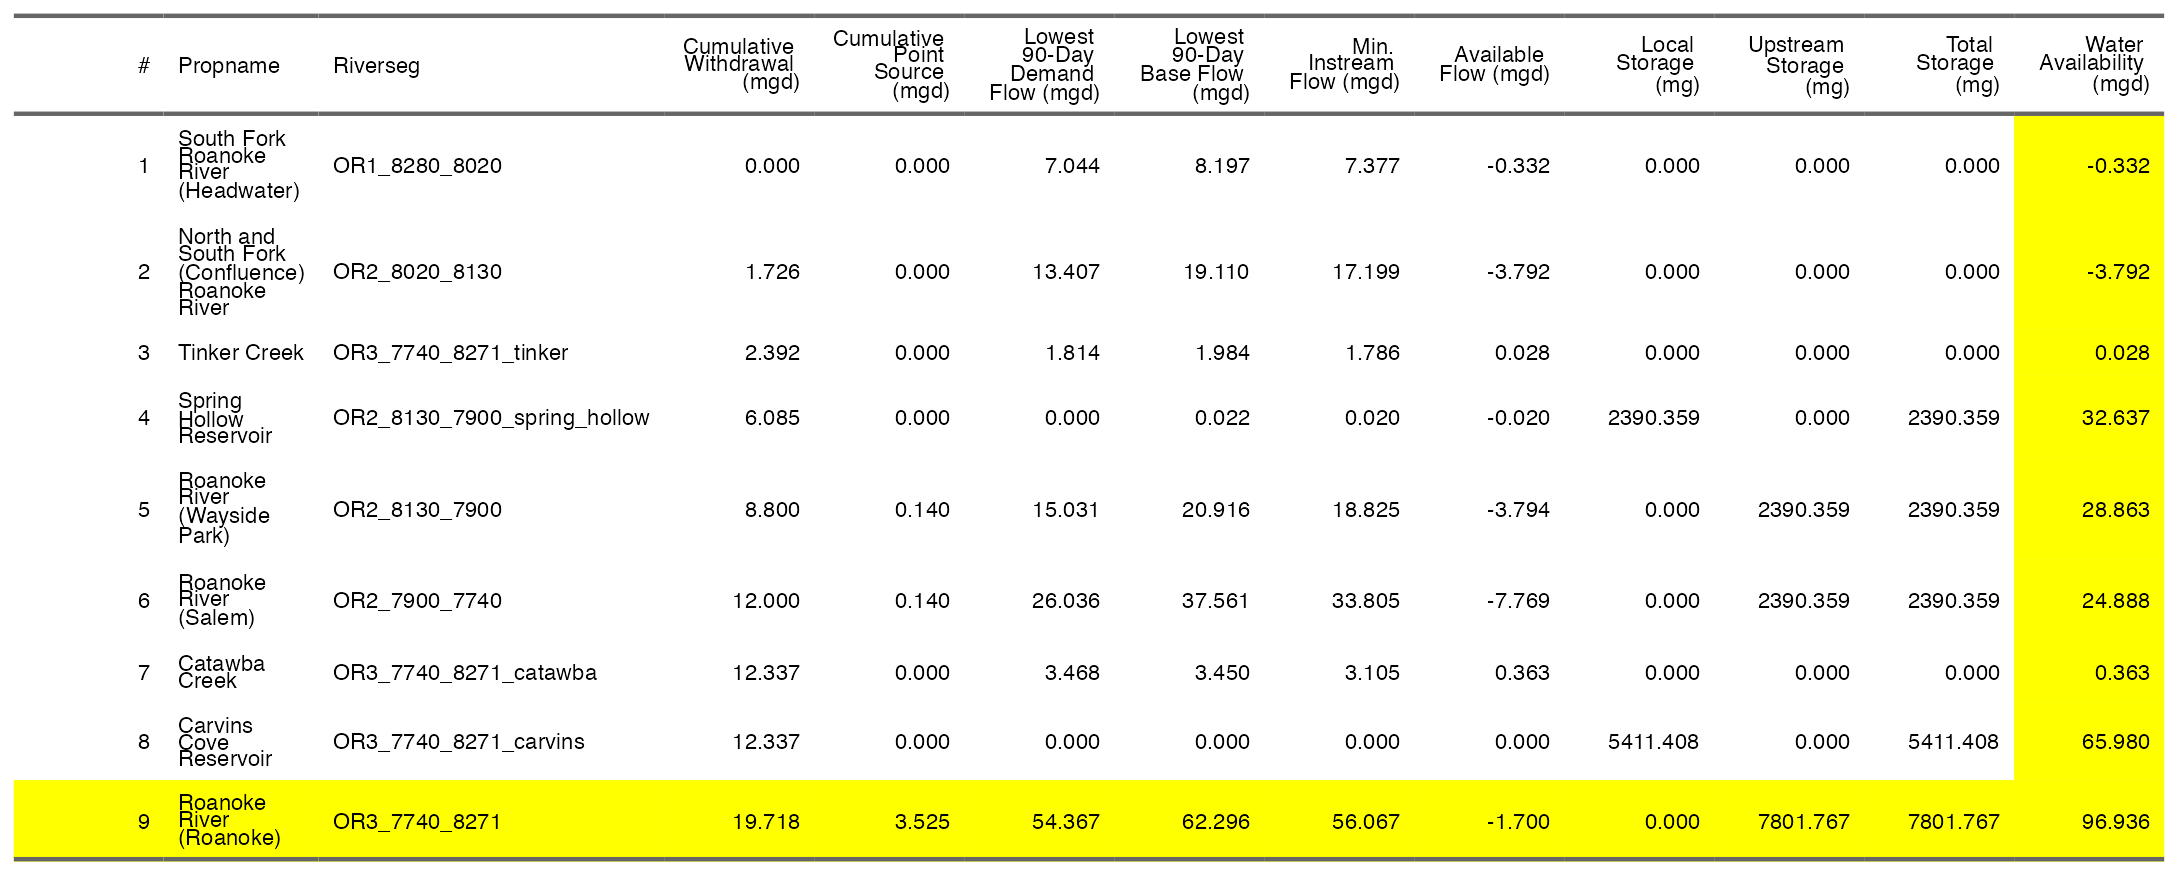 # Propname Riverseg Cumulative Withdrawal (mgd) Cumulative Point Source (mgd) Lowest 90-Day Demand Flow (mgd) Lowest 90-Day Base Flow (mgd) Min. Instream Flow (mgd) Available Flow (mgd) Local Storage (mg) Upstream Storage (mg) Total Storage (mg) Water Availability (mgd)
1 South Fork Roanoke River (Headwater) OR1_8280_8020 0.000 0.000 7.044 8.197 7.377 -0.332 0.000 0.000 0.000 -0.332
2 North and South Fork (Confluence) Roanoke River OR2_8020_8130 1.726 0.000 13.407 19.110 17.199 -3.792 0.000 0.000 0.000 -3.792
3 Tinker Creek OR3_7740_8271_tinker 2.392 0.000 1.814 1.984 1.786 0.028 0.000 0.000 0.000 0.028
4 Spring Hollow Reservoir OR2_8130_7900_spring_hollow 6.085 0.000 0.000 0.022 0.020 -0.020 2390.359 0.000 2390.359 32.637
5 Roanoke River (Wayside Park) OR2_8130_7900 8.800 0.140 15.031 20.916 18.825 -3.794 0.000 2390.359 2390.359 28.863
6 Roanoke River (Salem) OR2_7900_7740 12.000 0.140 26.036 37.561 33.805 -7.769 0.000 2390.359 2390.359 24.888
7 Catawba Creek OR3_7740_8271_catawba 12.337 0.000 3.468 3.450 3.105 0.363 0.000 0.000 0.000 0.363
8 Carvins Cove Reservoir OR3_7740_8271_carvins 12.337 0.000 0.000 0.000 0.000 0.000 5411.408 0.000 5411.408 65.980
9 Roanoke River (Roanoke) OR3_7740_8271 19.718 3.525 54.367 62.296 56.067 -1.700 0.000 7801.767 7801.767 96.936